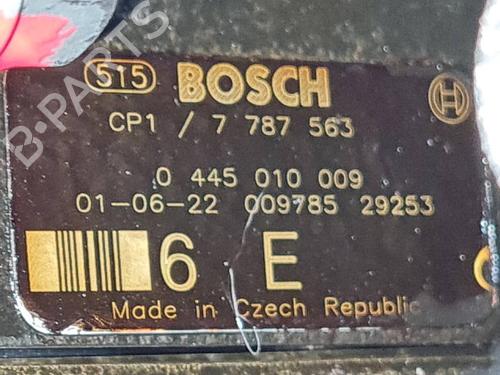 515 BOSCH
CP1 / 7 787 563
0 445 010 009
01-06-22 009785 29253
6 E
Made in Czech Republic
B-PARTS